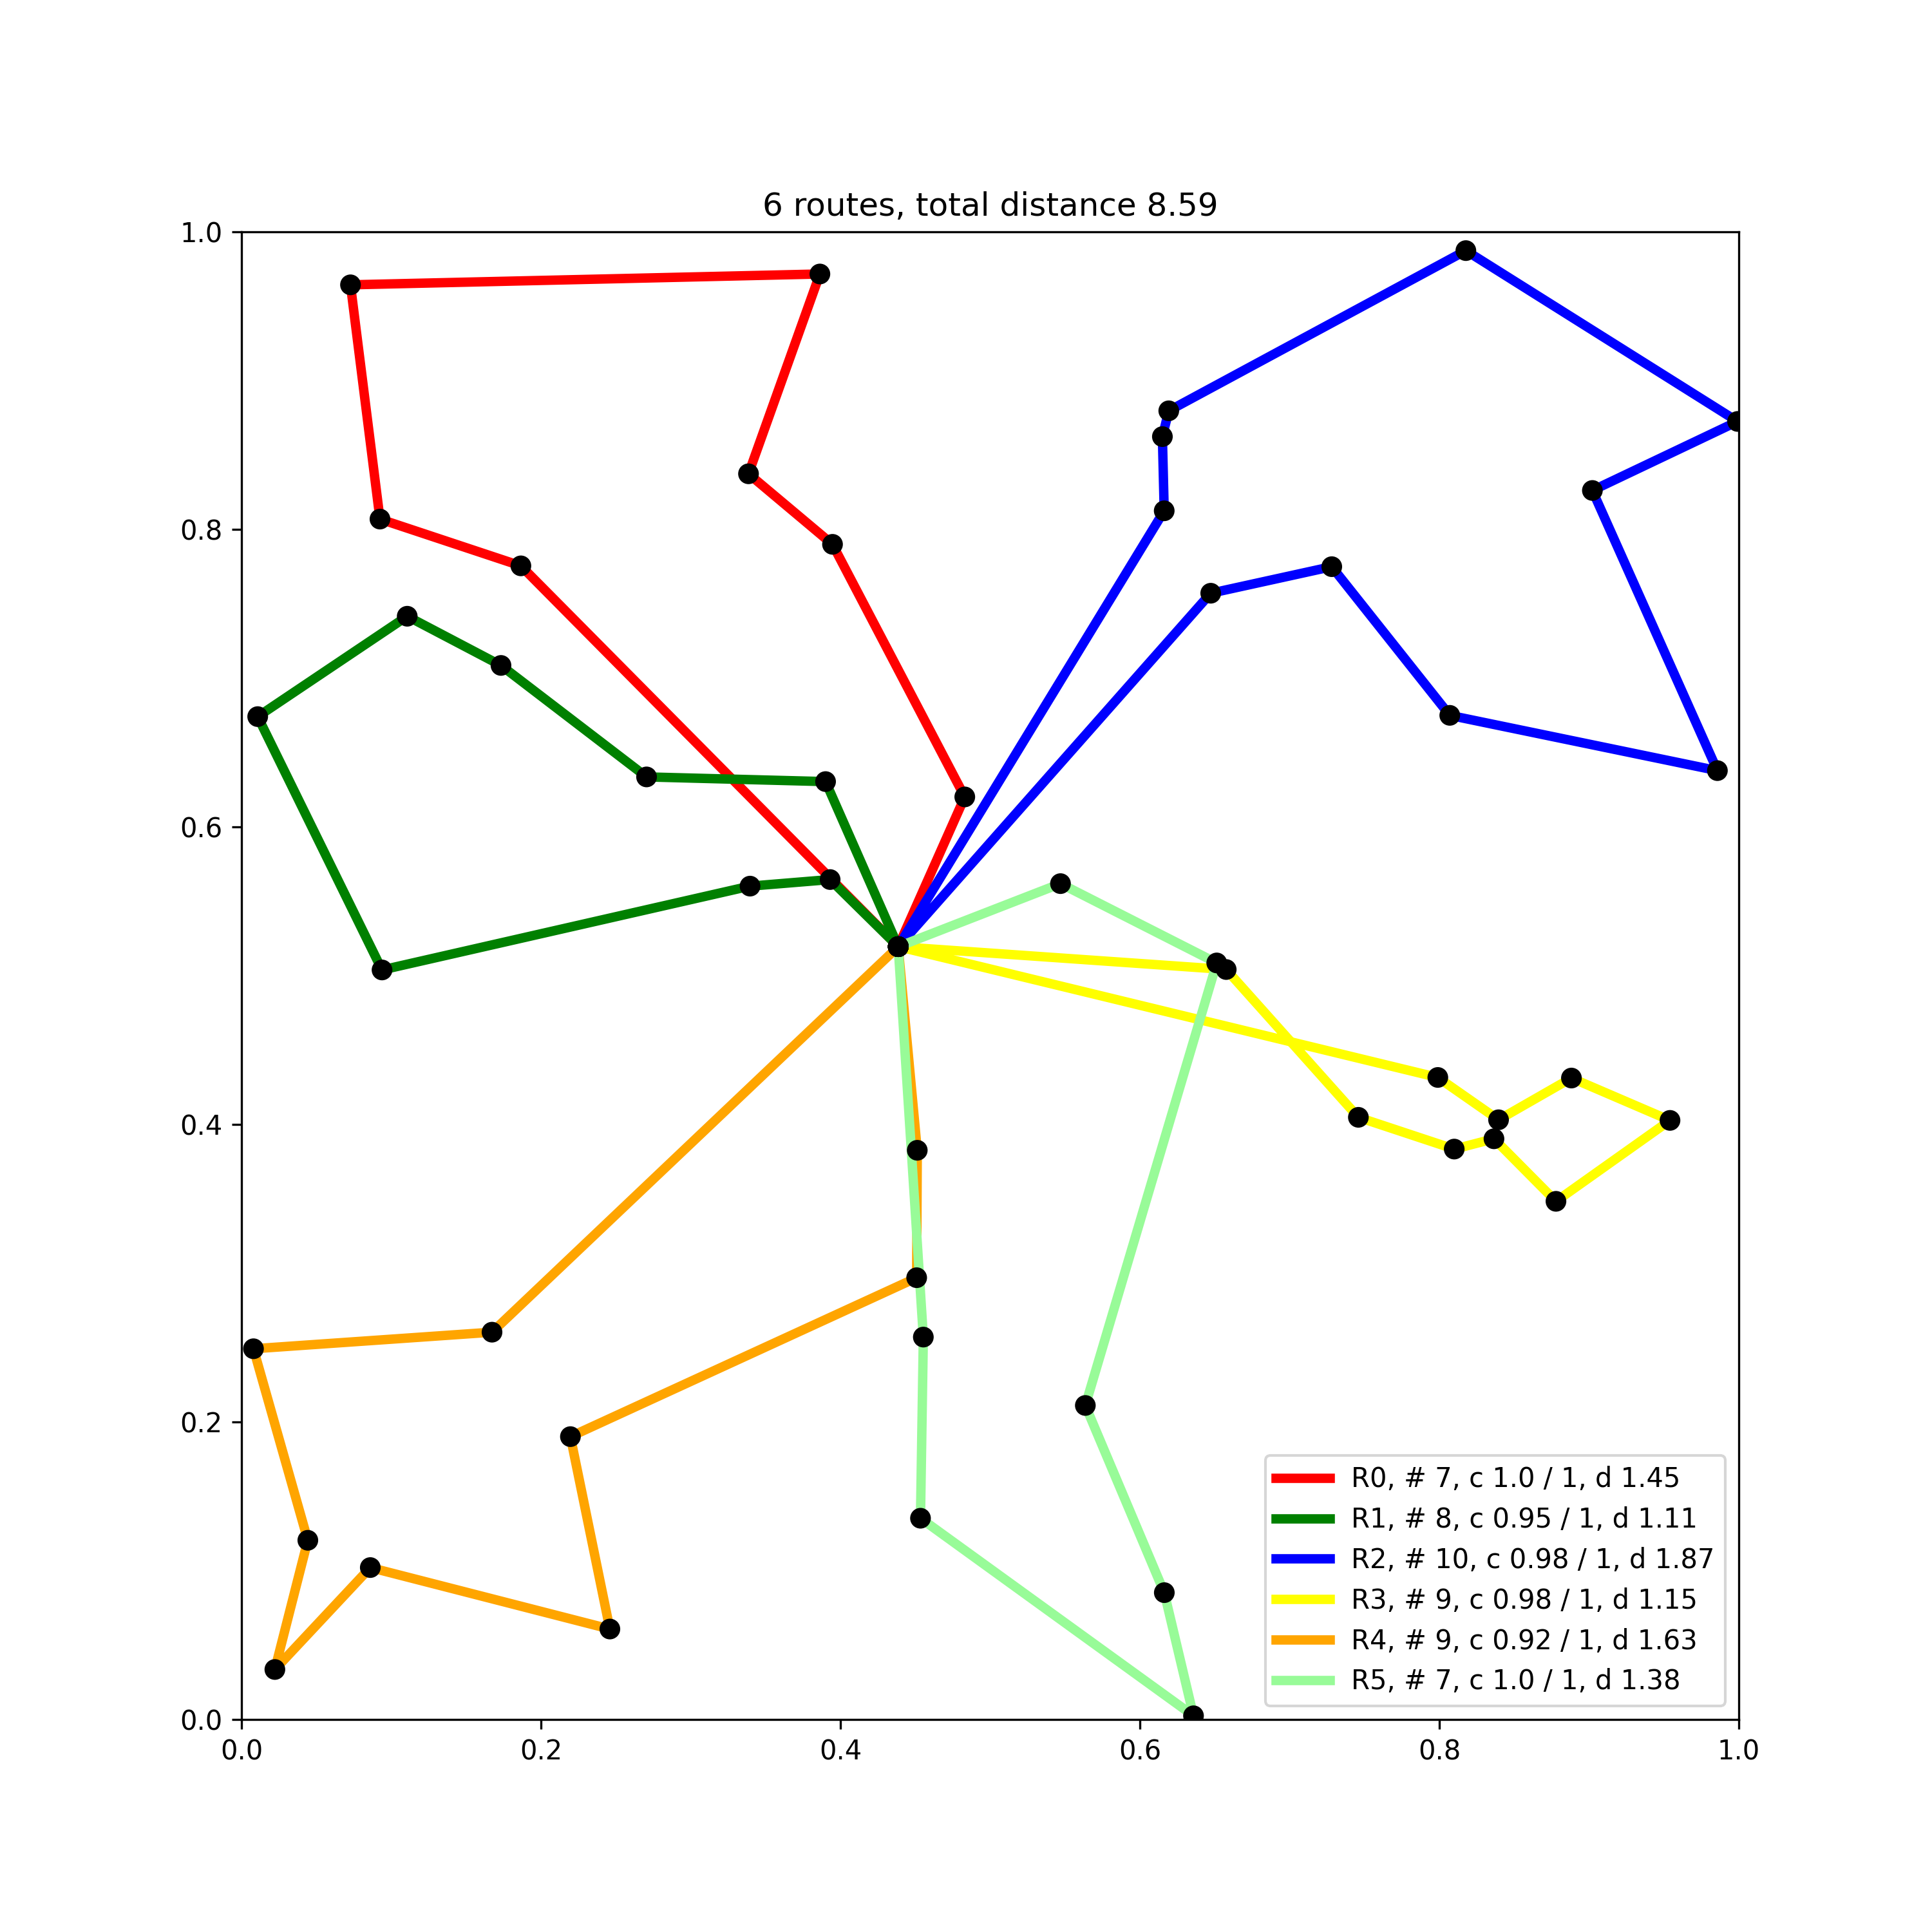 6 routes, total distance 8.59
1.0
0.8
0.6
0.4
0.2
0.0
0.0 0.2 0.4 0.6 0.8 1.0
R0, # 7, c 1.0 / 1, d 1.45
R1, # 8, c 0.95 / 1, d 1.11
R2, # 10, c 0.98 / 1, d 1.87
R3, # 9, c 0.98 / 1, d 1.15
R4, # 9, c 0.92 / 1, d 1.63
R5, # 7, c 1.0 / 1, d 1.38